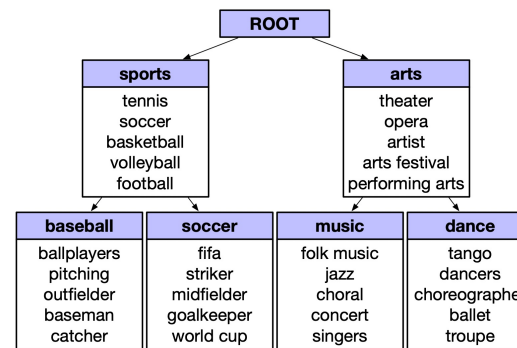 ROOT
sports
tennis
soccer
basketball
volleyball
football
arts
theater
opera
artist
arts festival
performing arts
baseball
ballplayers
pitching
outfielder
baseman
catcher
soccer
fifa
striker
midfielder
goalkeeper
world cup
music
folk music
jazz
choral
concert
singers
dance
tango
dancers
choreographe
ballet
troupe